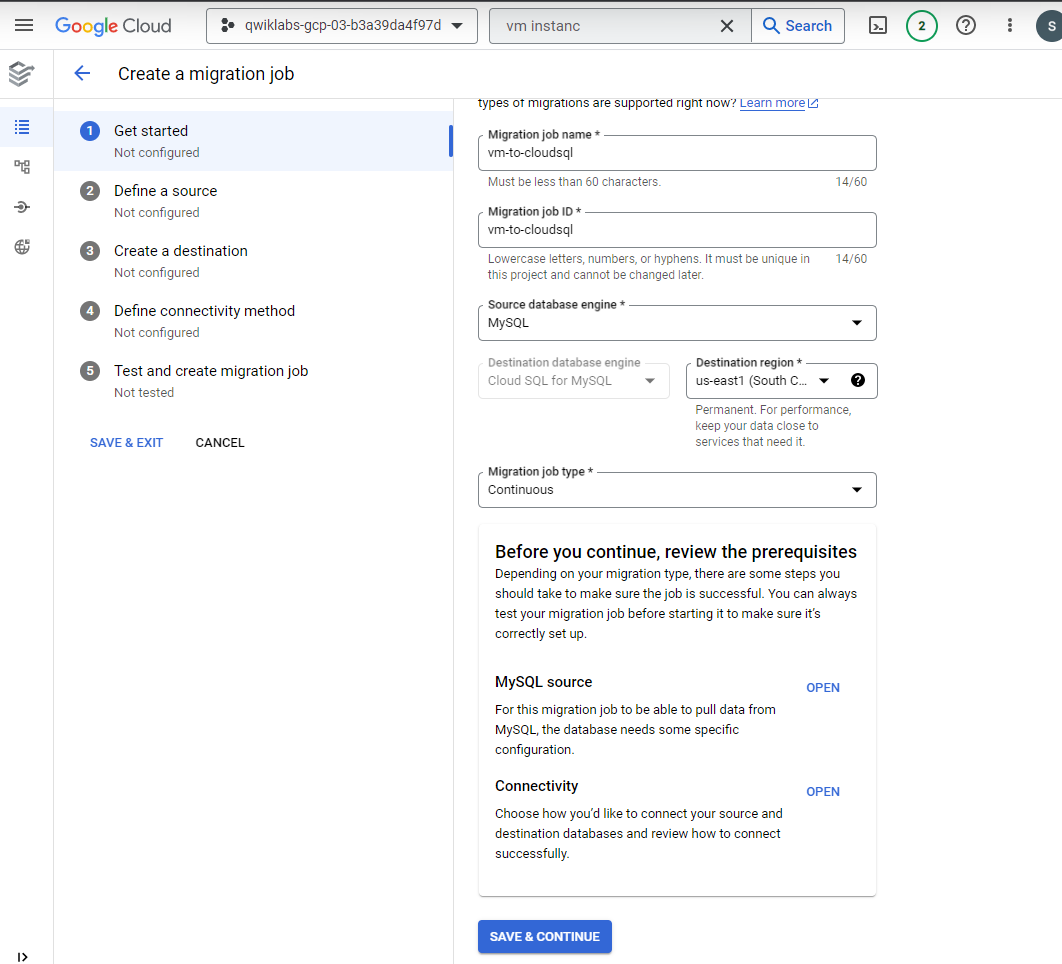 Google Cloud
qwiklabs-gcp-03-b3a39da4f97d
vm instanc
Search
2
S
Create a migration job
1
Get started
Not configured
2
Define a source
Not configured
3
Create a destination
Not configured
4
Define connectivity method
Not configured
5
Test and create migration job
Not tested
SAVE & EXIT
CANCEL
types of migrations are supported right now? Learn more
Migration job name *
vm-to-cloudsql
Must be less than 60 characters.
14/60
Migration job ID *
vm-to-cloudsql
Lowercase letters, numbers, or hyphens. It must be unique in
this project and cannot be changed later.
14/60
Source database engine *
MySQL
Destination database engine
Cloud SQL for MySQL
Destination region *
us-east1 (South C...
Permanent. For performance,
keep your data close to
services that need it.
Migration job type *
Continuous
Before you continue, review the prerequisites
Depending on your migration type, there are some steps you
should take to make sure the job is successful. You can always
test your migration job before starting it to make sure it's
correctly set up.
MySQL source
OPEN
For this migration job to be able to pull data from
MySQL, the database needs some specific
configuration.
Connectivity
OPEN
Choose how you'd like to connect your source and
destination databases and review how to connect
successfully.
SAVE & CONTINUE